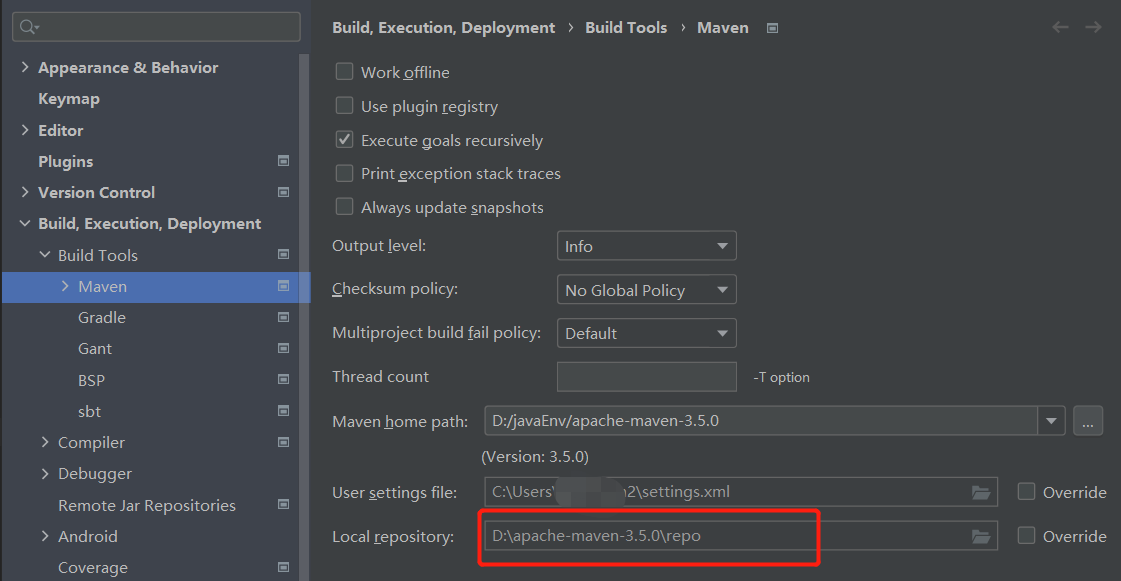 Appearance & Behavior
Keymap
Editor
Plugins
Version Control
Build, Execution, Deployment
Build Tools
Maven
Gradle
Gant
BSP
sbt
Compiler
Debugger
Remote Jar Repositories
Android
Coverage
Build, Execution, Deployment › Build Tools › Maven
Work offline
Use plugin registry
Execute goals recursively
Print exception stack traces
Always update snapshots
Output level: Info
Checksum policy: No Global Policy
Multiproject build fail policy: Default
Thread count -T option
Maven home path: D:/javaEnv/apache-maven-3.5.0 ...
(Version: 3.5.0)
User settings file: C:\Users\ 2\settings.xml Override
Local repository: D:\apache-maven-3.5.0\repo Override